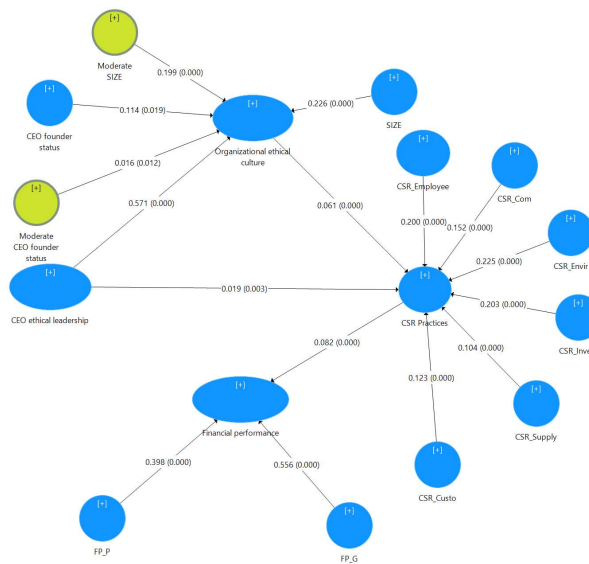 [+]
Moderate
SIZE
0.199 (0.000)
[+]
CEO founder
status
0.114 (0.019)
[+]
Organizational ethical
culture
0.226 (0.000)
[+]
SIZE
[+]
CSR_Employee
[+]
CSR_Com
0.016 (0.012)
[+]
Moderate
CEO founder
status
0.571 (0.000)
0.061 (0.000)
0.200 (0.000)
0.152 (0.000)
[+]
CSR_Envir
0.225 (0.000)
[+]
CEO ethical leadership
0.019 (0.003)
[+]
CSR Practices
0.203 (0.000)
[+]
CSR_Inve
0.082 (0.000)
0.104 (0.000)
0.123 (0.000)
[+]
Financial performance
[+]
CSR_Supply
[+]
CSR_Custo
0.398 (0.000)
0.556 (0.000)
[+]
FP_P
[+]
FP_G